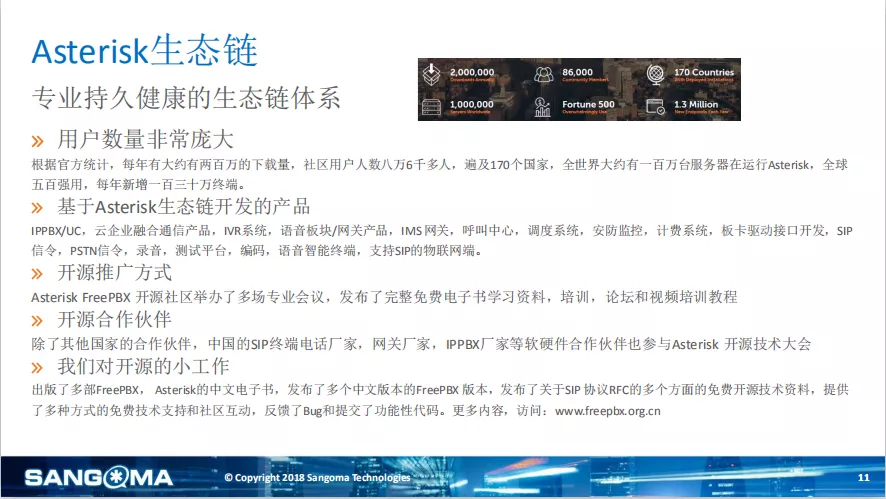 Asterisk生态链
2,000,000
Downloads Annually
86,000
Community Members
170 Countries
With Deployed Installations
1,000,000
Servers Worldwide
Fortune 500
Overwhelmingly Use
1.3 Million
New Endpoints Each Year
专业持久健康的生态链体系
用户数量非常庞大
根据官方统计，每年有大约有两百万的下载量，社区用户人数八万6千多人，遍及170个国家，全世界大约有一百万台服务器在运行Asterisk，全球
五百强用，每年新增一百三十万终端。
基于Asterisk生态链开发的产品
IPPBX/UC，云企业融合通信产品，IVR系统，语音板块/网关产品，IMS 网关，呼叫中心，调度系统，安防监控，计费系统，板卡驱动接口开发，SIP
信令，PSTN信令，录音，测试平台，编码，语音智能终端，支持SIP的物联网端。
开源推广方式
Asterisk FreePBX 开源社区举办了多场专业会议，发布了完整免费电子书学习资料，培训，论坛和视频培训教程
开源合作伙伴
除了其他国家的合作伙伴，中国的SIP终端电话厂家，网关厂家，IPPBX厂家等软硬件合作伙伴也参与Asterisk 开源技术大会
我们对开源的小工作
出版了多部FreePBX， Asterisk的中文电子书，发布了多个中文版本的FreePBX 版本，发布了关于SIP 协议RFC的多个方面的免费开源技术资料，提供
了多种方式的免费技术支持和社区互动，反馈了Bug和提交了功能性代码。更多内容，访问：www.freepbx.org.cn
SANGOMA
© Copyright 2018 Sangoma Technologies
11